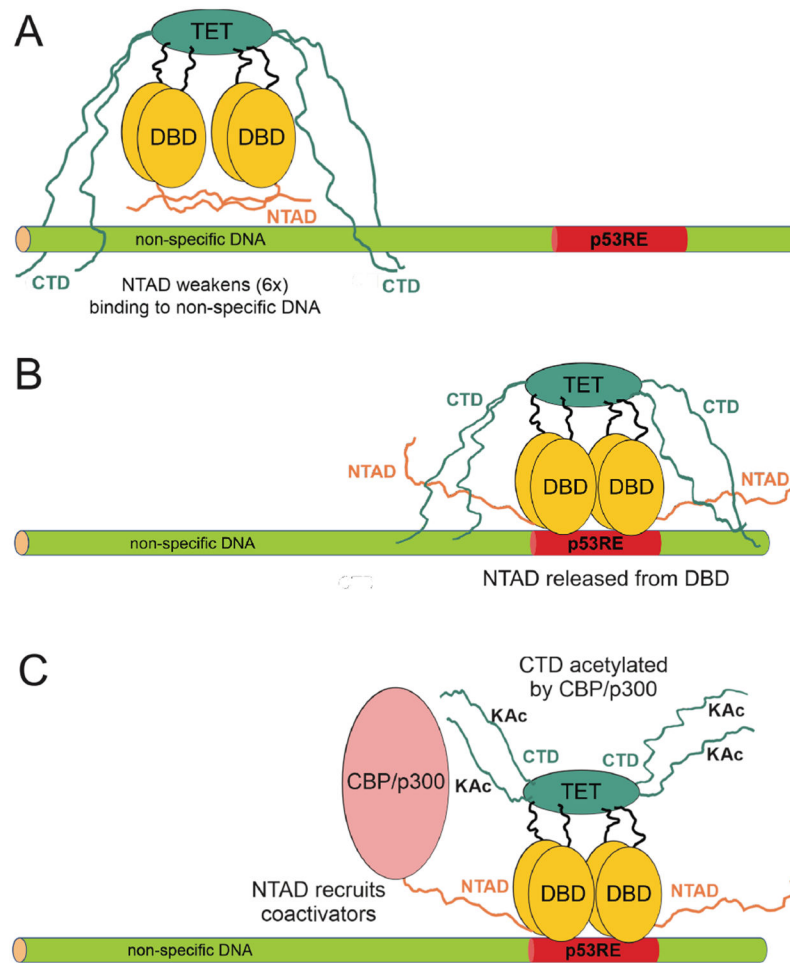 A
TET
DBD DBD
NTAD
non-specific DNA p53RE
CTD CTD
NTAD weakens (6x)
binding to non-specific DNA
B
TET
CTD CTD
NTAD NTAD
DBD DBD
non-specific DNA p53RE
NTAD released from DBD
C
CTD acetylated
by CBP/p300
KAc KAc
CTD CTD
KAc KAc
CBP/p300 TET
NTAD recruits
coactivators
NTAD DBD DBD NTAD
non-specific DNA p53RE